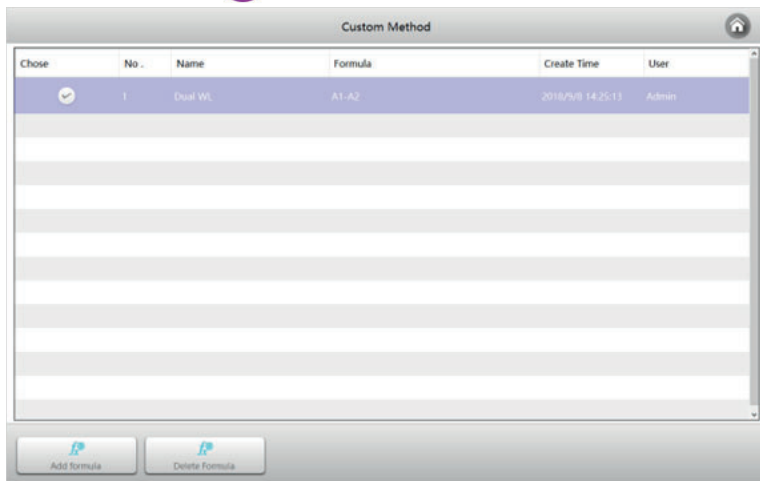 Custom Method
Chose No . Name Formula Create Time User
1 Dual WL A1-A2 2018/9/8 14:25:13 Admin
Add formula Delete Formula